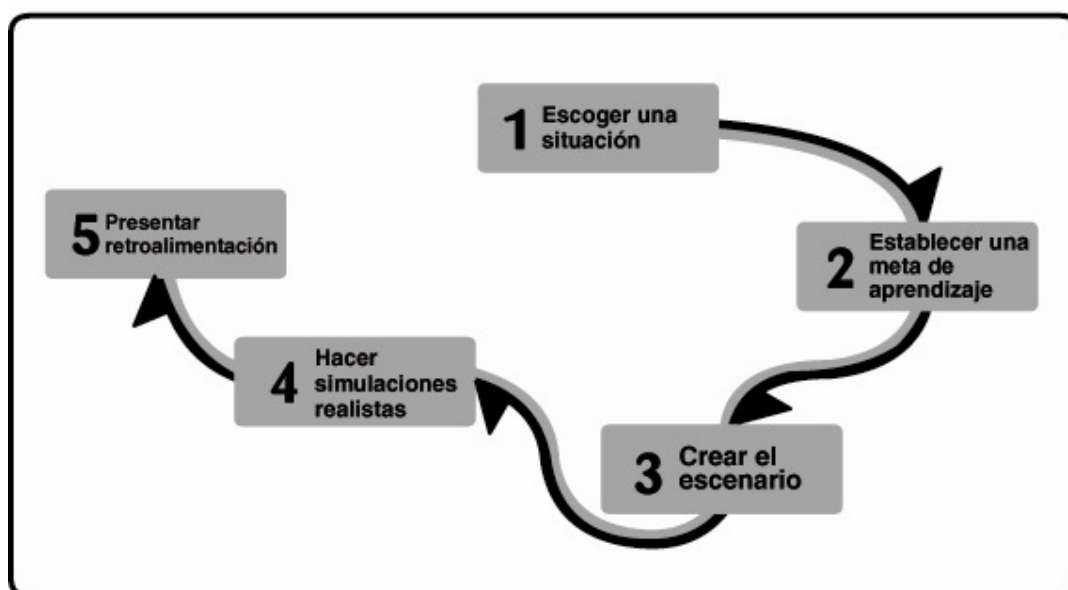 1 Escoger una
situación
2 Establecer una
meta de
aprendizaje
3 Crear el
escenario
4 Hacer
simulaciones
realistas
5 Presentar
retroalimentación